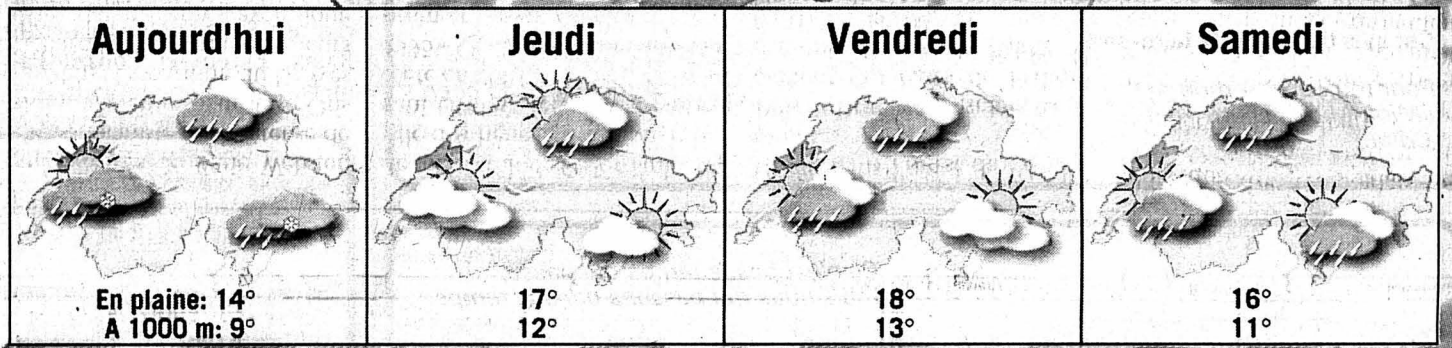 Aujourd'hui
En plaine: 14°
A 1000 m: 9°
Jeudi
17°
12°
Vendredi
18°
13°
Samedi
16°
11°